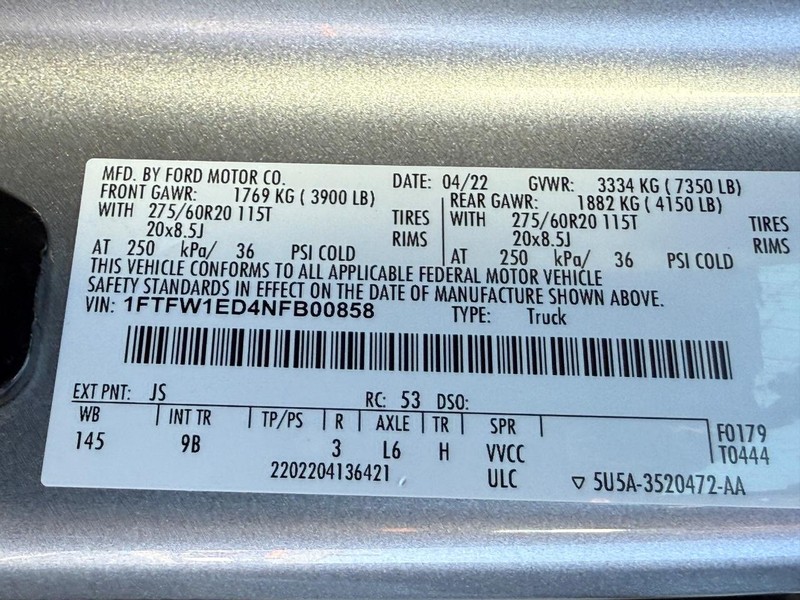 MFD. BY FORD MOTOR CO. DATE: 04/22 GVWR: 3334 KG ( 7350 LB)
FRONT GAWR: 1769 KG ( 3900 LB) REAR GAWR: 1882 KG ( 4150 LB)
WITH 275/60R20 115T TIRES WITH 275/60R20 115T TIRES
20x8.5J RIMS 20x8.5J RIMS
AT 250 kPa/ 36 PSI COLD AT 250 kPa/ 36 PSI COLD
THIS VEHICLE CONFORMS TO ALL APPLICABLE FEDERAL MOTOR VEHICLE
SAFETY STANDARDS IN EFFECT ON THE DATE OF MANUFACTURE SHOWN ABOVE.
VIN: 1FTFW1ED4NFB00858 TYPE: Truck
EXT PNT: JS RC: 53 DSO:
WB INT TR TP/PS R AXLE TR SPR F0179
145 9B 3 L6 H VVCC T0444
2202204136421 ULC ▽ 5U5A-3520472-AA